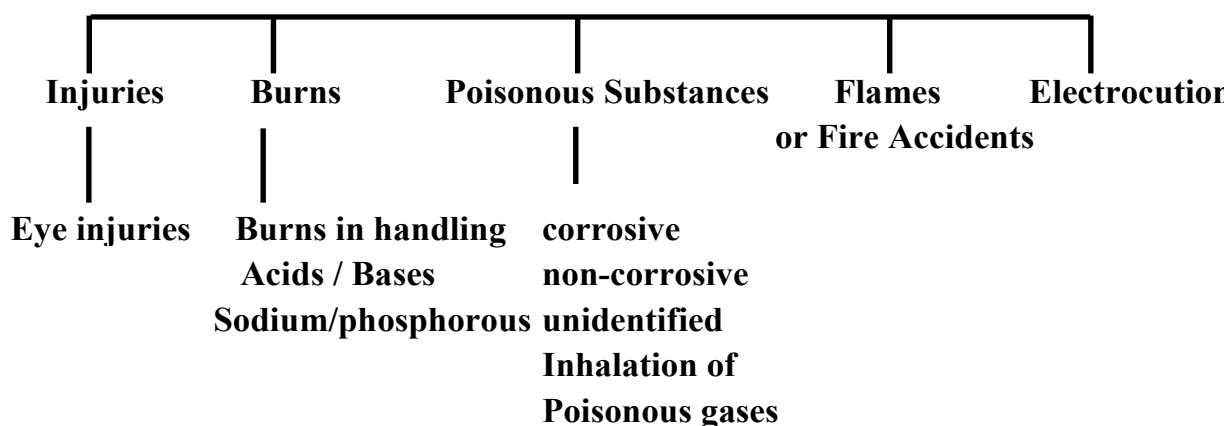 Injuries Burns Poisonous Substances Flames Electrocution
or Fire Accidents
Eye injuries Burns in handling corrosive
Acids / Bases non-corrosive
Sodium/phosphorous unidentified
Inhalation of
Poisonous gases